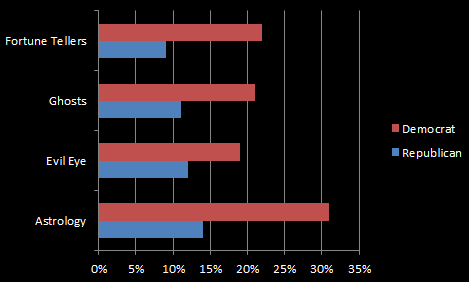 Fortune Tellers
Ghosts
Evil Eye
Astrology
Democrat
Republican
0% 5% 10% 15% 20% 25% 30% 35%